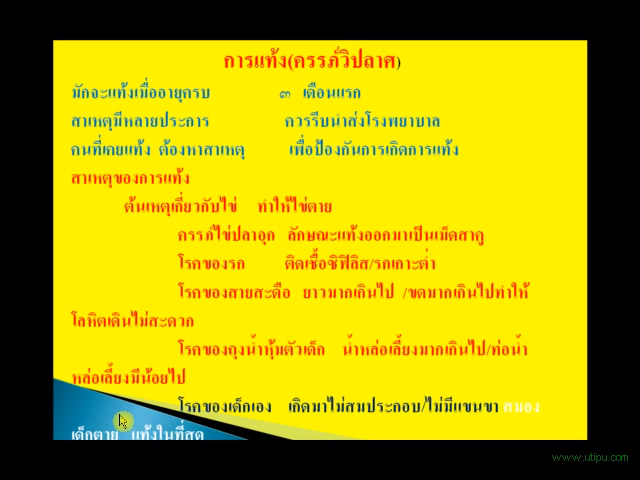 การแท้ง(ครรภ์วิปลาศ)
มักจะแท้งเมื่ออายุครบ ๓ เดือนแรก
สาเหตุมีหลายประการ ควรรีบนำส่งโรงพยาบาล
คนที่เคยแท้ง ต้องหาสาเหตุ เพื่อป้องกันการเกิดการแท้ง
สาเหตุของการแท้ง
ต้นเหตุเกี่ยวกับไข่ ทำให้ไข่ตาย
ครรภ์ไข่ปลาอุก ลักษณะแท้งออกมาเป็นเม็ดสาคู
โรคของรก ติดเชื้อซิฟิลิส/รกเกาะต่ำ
โรคของสายสะดือ ยาวมากเกินไป /ขดมากเกินไปทำให้
โลหิตเดินไม่สะดวก
โรคของถุงน้ำหุ้มตัวเด็ก น้ำหล่อเลี้ยงมากเกินไป/ท่อน้ำ
หล่อเลี้ยงมีน้อยไป
โรคของเด็กเอง เกิดมาไม่สมประกอบ/ไม่มีแขนขา สมอง
เด็กตาย แท้งในที่สุด
www.utipu.com